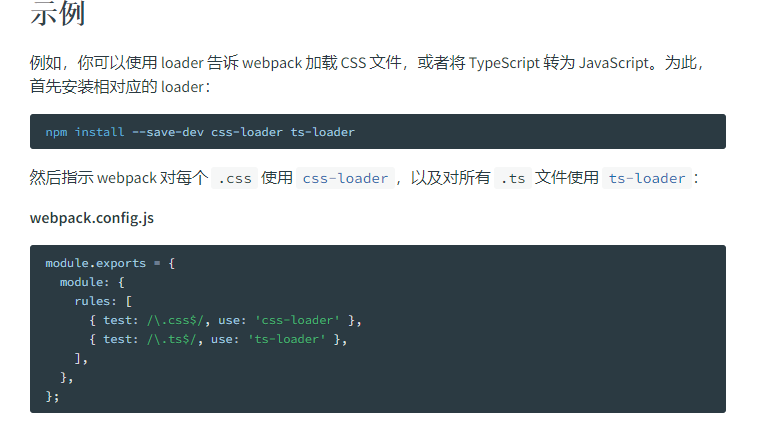 示例
例如，你可以使用 loader 告诉 webpack 加载 CSS 文件，或者将 TypeScript 转为 JavaScript。为此，
首先安装相对应的 loader：
npm install --save-dev css-loader ts-loader
然后指示 webpack 对每个 .css 使用 css-loader，以及对所有 .ts 文件使用 ts-loader：
webpack.config.js
module.exports = {
  module: {
    rules: [
      { test: /\.css$/, use: 'css-loader' },
      { test: /\.ts$/, use: 'ts-loader' },
    ],
  },
};